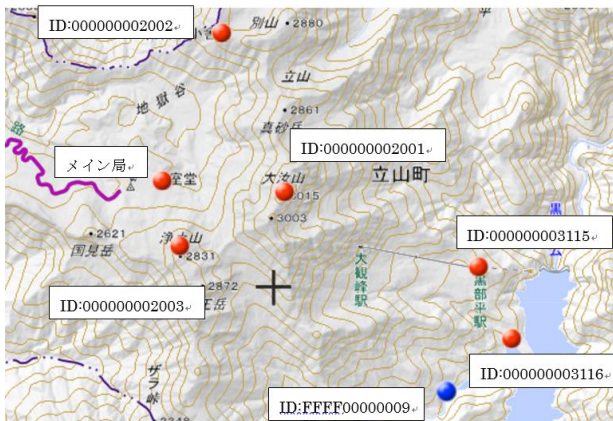 ID:000000002002
別山
2880
立山
地獄谷
2861
真砂岳
ID:000000002001
メイン局
路
室堂
大汝山
3015
立山町
3003
2621
国見岳
浄土山
2831
ID:000000003115
大観峰駅
黒部平駅
2872
ID:000000002003
ザラ峠
ID:000000003116
ID:FFFF00000009
2348